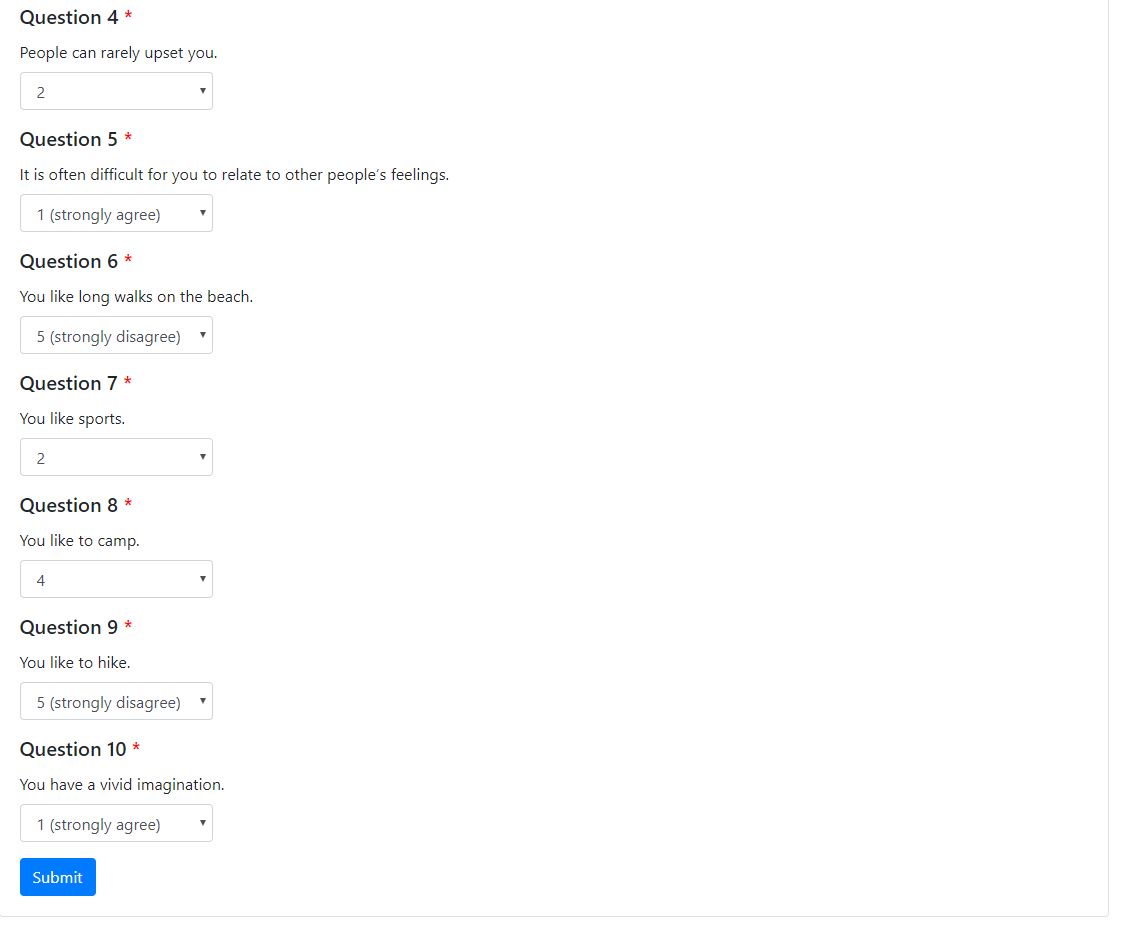 Question 4 *
People can rarely upset you.
2
Question 5 *
It is often difficult for you to relate to other people’s feelings.
1 (strongly agree)
Question 6 *
You like long walks on the beach.
5 (strongly disagree)
Question 7 *
You like sports.
2
Question 8 *
You like to camp.
4
Question 9 *
You like to hike.
5 (strongly disagree)
Question 10 *
You have a vivid imagination.
1 (strongly agree)
Submit